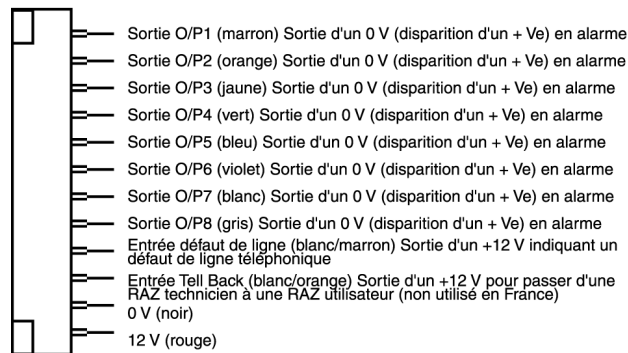 Sortie O/P1 (marron) Sortie d'un 0 V (disparition d'un + Ve) en alarme
Sortie O/P2 (orange) Sortie d'un 0 V (disparition d'un + Ve) en alarme
Sortie O/P3 (jaune) Sortie d'un 0 V (disparition d'un + Ve) en alarme
Sortie O/P4 (vert) Sortie d'un 0 V (disparition d'un + Ve) en alarme
Sortie O/P5 (bleu) Sortie d'un 0 V (disparition d'un + Ve) en alarme
Sortie O/P6 (violet) Sortie d'un 0 V (disparition d'un + Ve) en alarme
Sortie O/P7 (blanc) Sortie d'un 0 V (disparition d'un + Ve) en alarme
Sortie O/P8 (gris) Sortie d'un 0 V (disparition d'un + Ve) en alarme
Entrée défaut de ligne (blanc/marron) Sortie d'un +12 V indiquant un
défaut de ligne téléphonique
Entrée Tell Back (blanc/orange) Sortie d'un +12 V pour passer d'une
RAZ technicien à une RAZ utilisateur (non utilisé en France)
0 V (noir)
12 V (rouge)